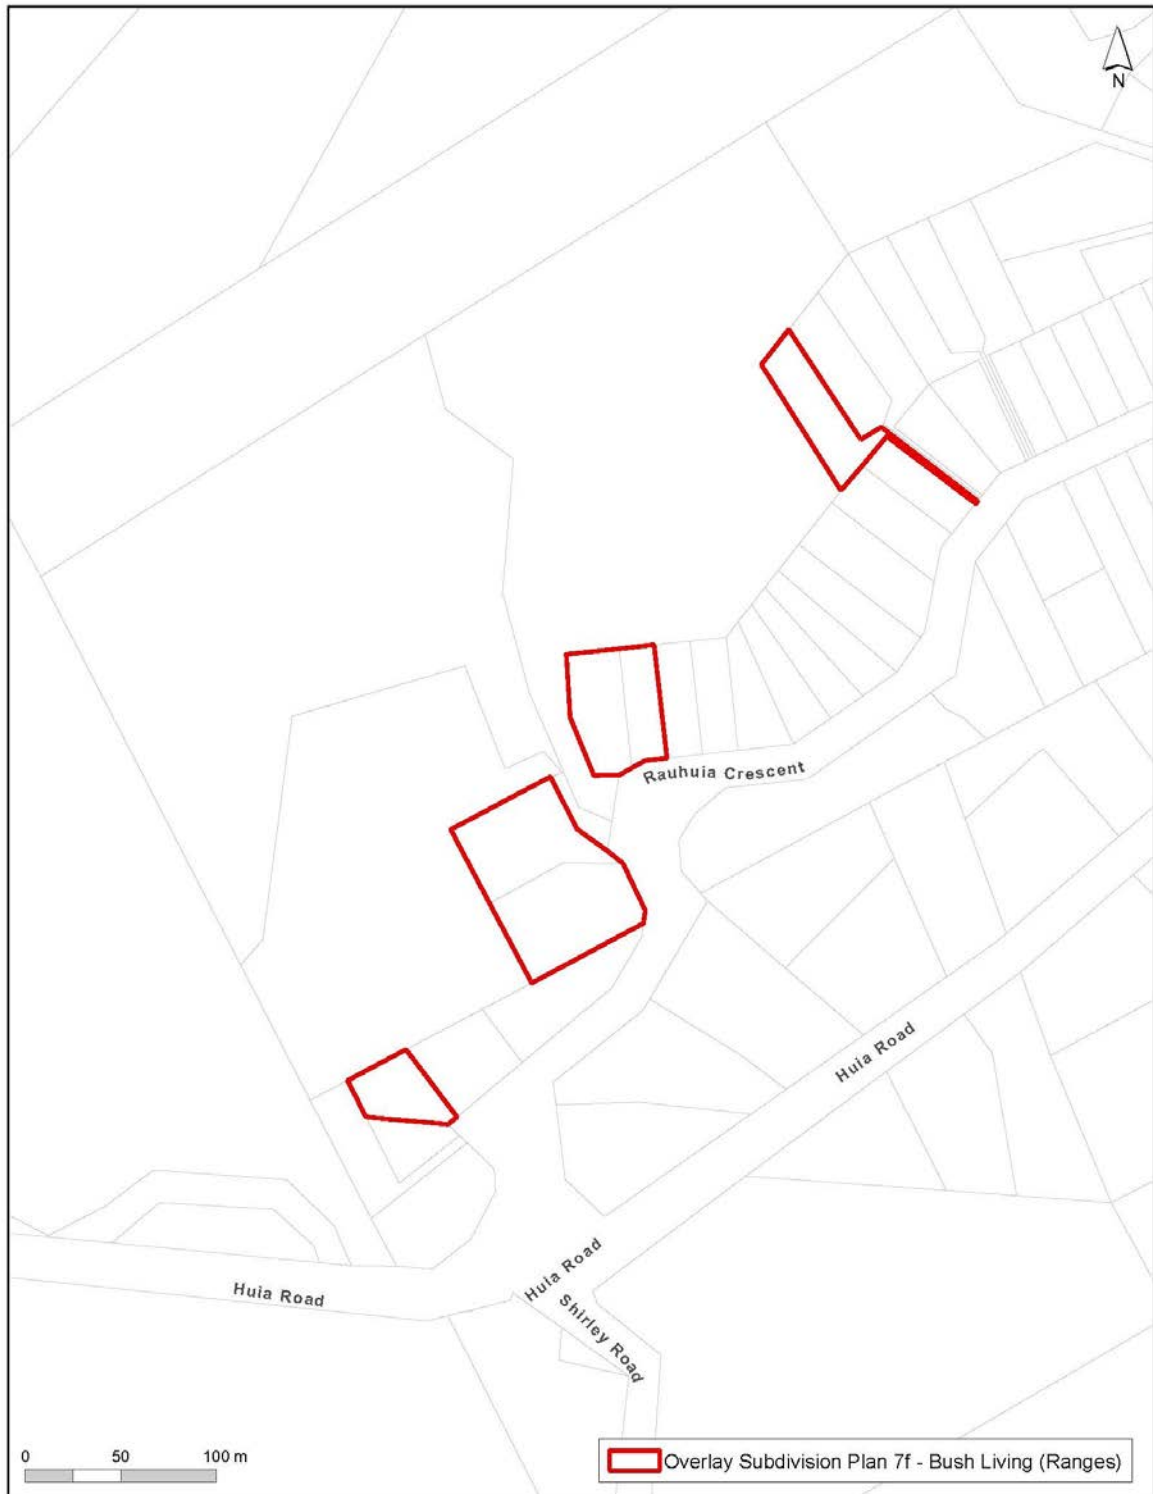 N
Rauhuia Crescent
Huia Road
Huia Road
Huia Road
Shirley Road
0 50 100 m
Overlay Subdivision Plan 7f - Bush Living (Ranges)